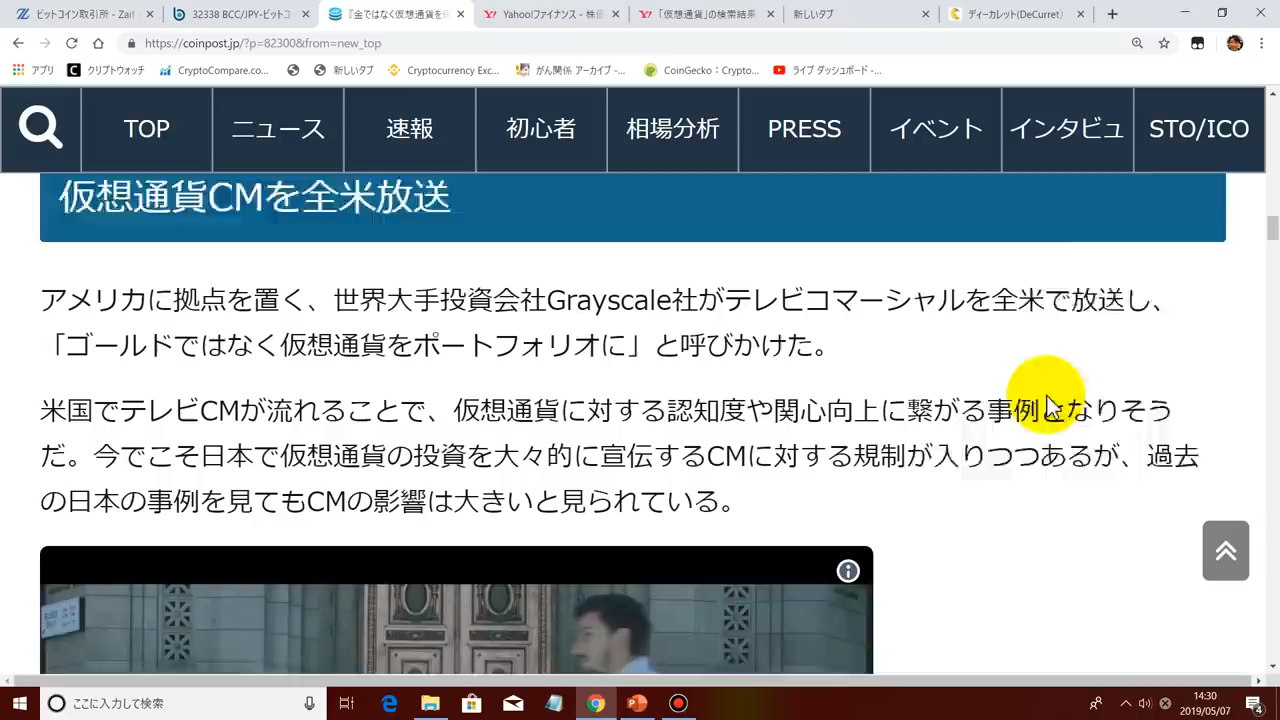 ビットコイン取引所 - Zaif
32338 BCC/JPY-ビットコ
『金ではなく仮想通貨を
Yahoo!ファイナンス - 株価
「仮想通貨」の検索結果
新しいタブ
ディーカレット(DeCurret)
https://coinpost.jp/?p=82300&from=new_top
アプリ
クリプトウォッチ
CryptoCompare.co...
新しいタブ
Cryptocurrency Exc...
がん関係 アーカイブ -...
CoinGecko：Crypto...
ライブ ダッシュボード -...
TOP
ニュース
速報
初心者
相場分析
PRESS
イベント
インタビュ
STO/ICO
仮想通貨CMを全米放送
アメリカに拠点を置く、世界大手投資会社Grayscale社がテレビコマーシャルを全米で放送し、
「ゴールドではなく仮想通貨をポートフォリオに」と呼びかけた。
米国でテレビCMが流れることで、仮想通貨に対する認知度や関心向上に繋がる事例となりそう
だ。今でこそ日本で仮想通貨の投資を大々的に宣伝するCMに対する規制が入りつつあるが、過去
の日本の事例を見てもCMの影響は大きいと見られている。
ここに入力して検索
14:30
2019/05/07
4